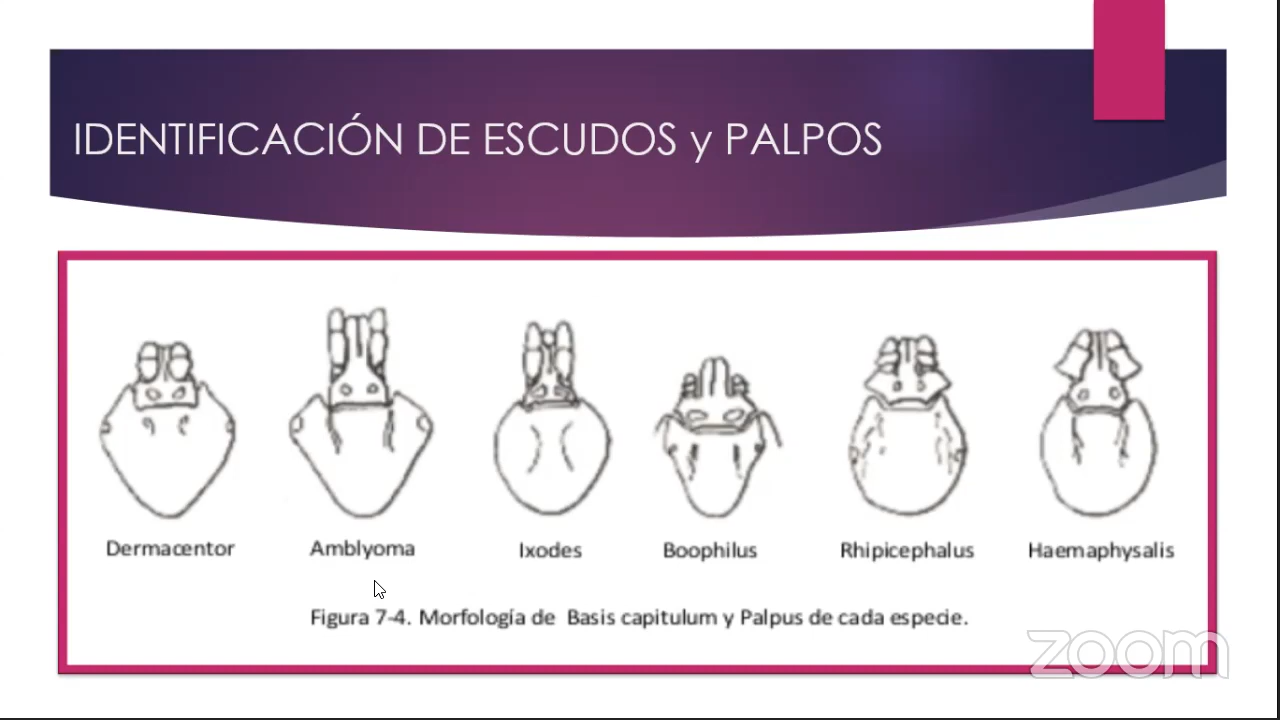 IDENTIFICACIÓN DE ESCUDOS y PALPOS
Dermacentor Amblyoma Ixodes Boophilus Rhipicephalus Haemaphysalis
Figura 7-4. Morfología de Basis capitulum y Palpus de cada especie.
zoom